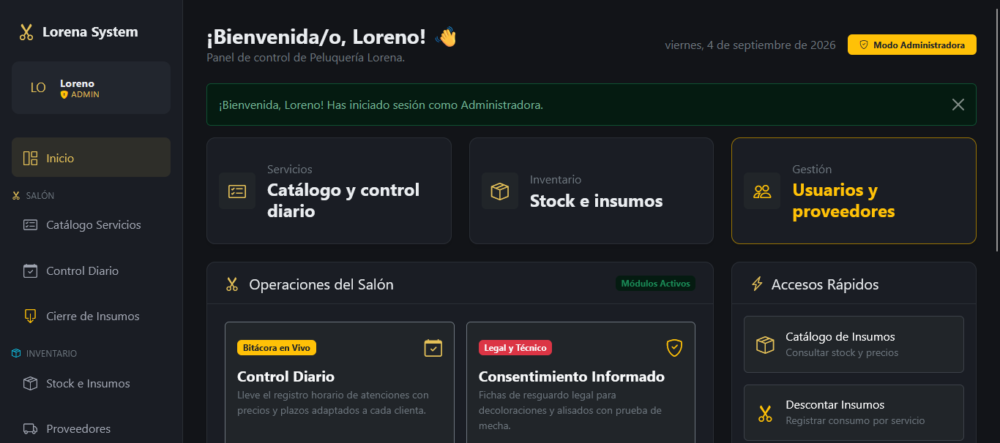 Lorena System
LO
Loreno
ADMIN
Inicio
SALÓN
Catálogo Servicios
Control Diario
Cierre de Insumos
INVENTARIO
Stock e Insumos
Proveedores
¡Bienvenida/o, Loreno! 👋
Panel de control de Peluquería Lorena.
viernes, 4 de septiembre de 2026
Modo Administradora
¡Bienvenida, Loreno! Has iniciado sesión como Administradora.
Servicios
Catálogo y control
diario
Inventario
Stock e insumos
Gestión
Usuarios y
proveedores
Operaciones del Salón
Módulos Activos
Bitácora en Vivo
Control Diario
Lleve el registro horario de atenciones con
precios y plazos adaptados a cada clienta.
Legal y Técnico
Consentimiento Informado
Fichas de resguardo legal para
decoloraciones y alisados con prueba de
mecha.
Accesos Rápidos
Catálogo de Insumos
Consultar stock y precios
Descontar Insumos
Registrar consumo por servicio